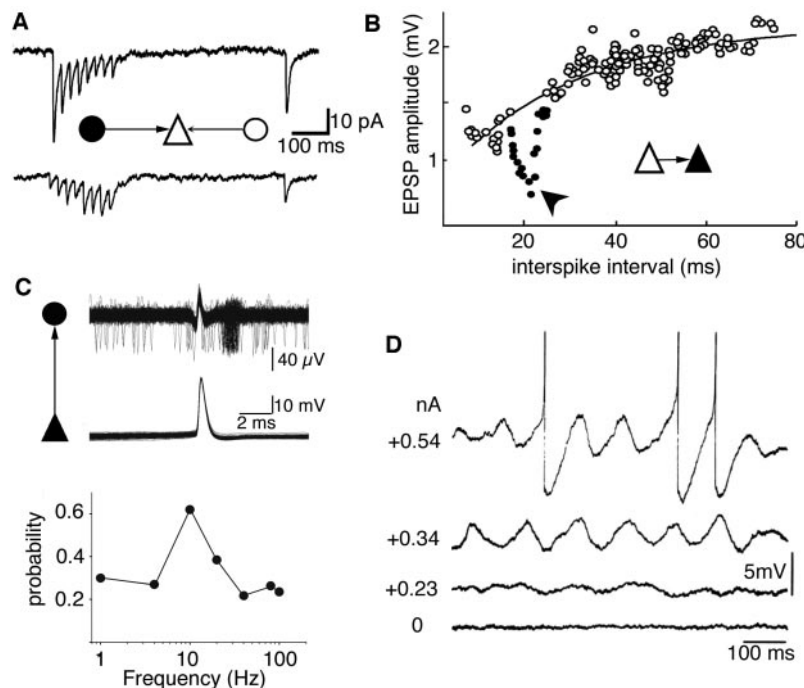 A
10 pA
100 ms
B
EPSP amplitude (mV)
2
1
20
40
60
80
interspike interval (ms)
C
40 µV
10 mV
2 ms
probability
0.6
0.4
0.2
1
10
100
Frequency (Hz)
D
nA
+0.54
+0.34
+0.23
0
5mV
100 ms